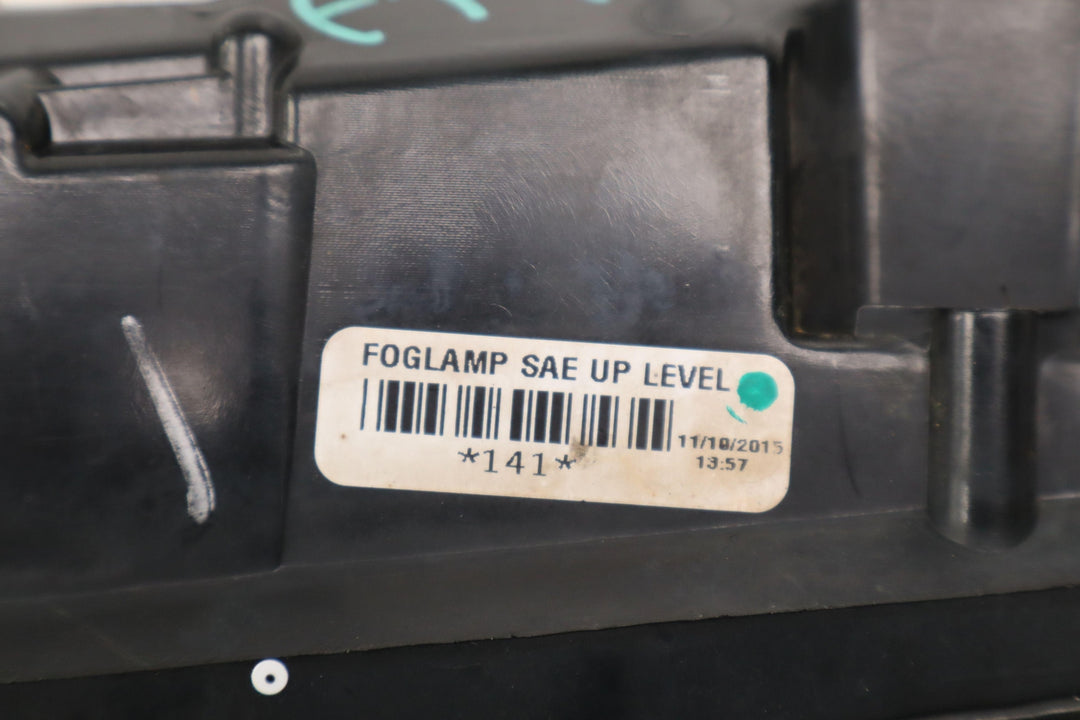 FOGLAMP SAE UP LEVEL
11/10/2015
*141*
13:57